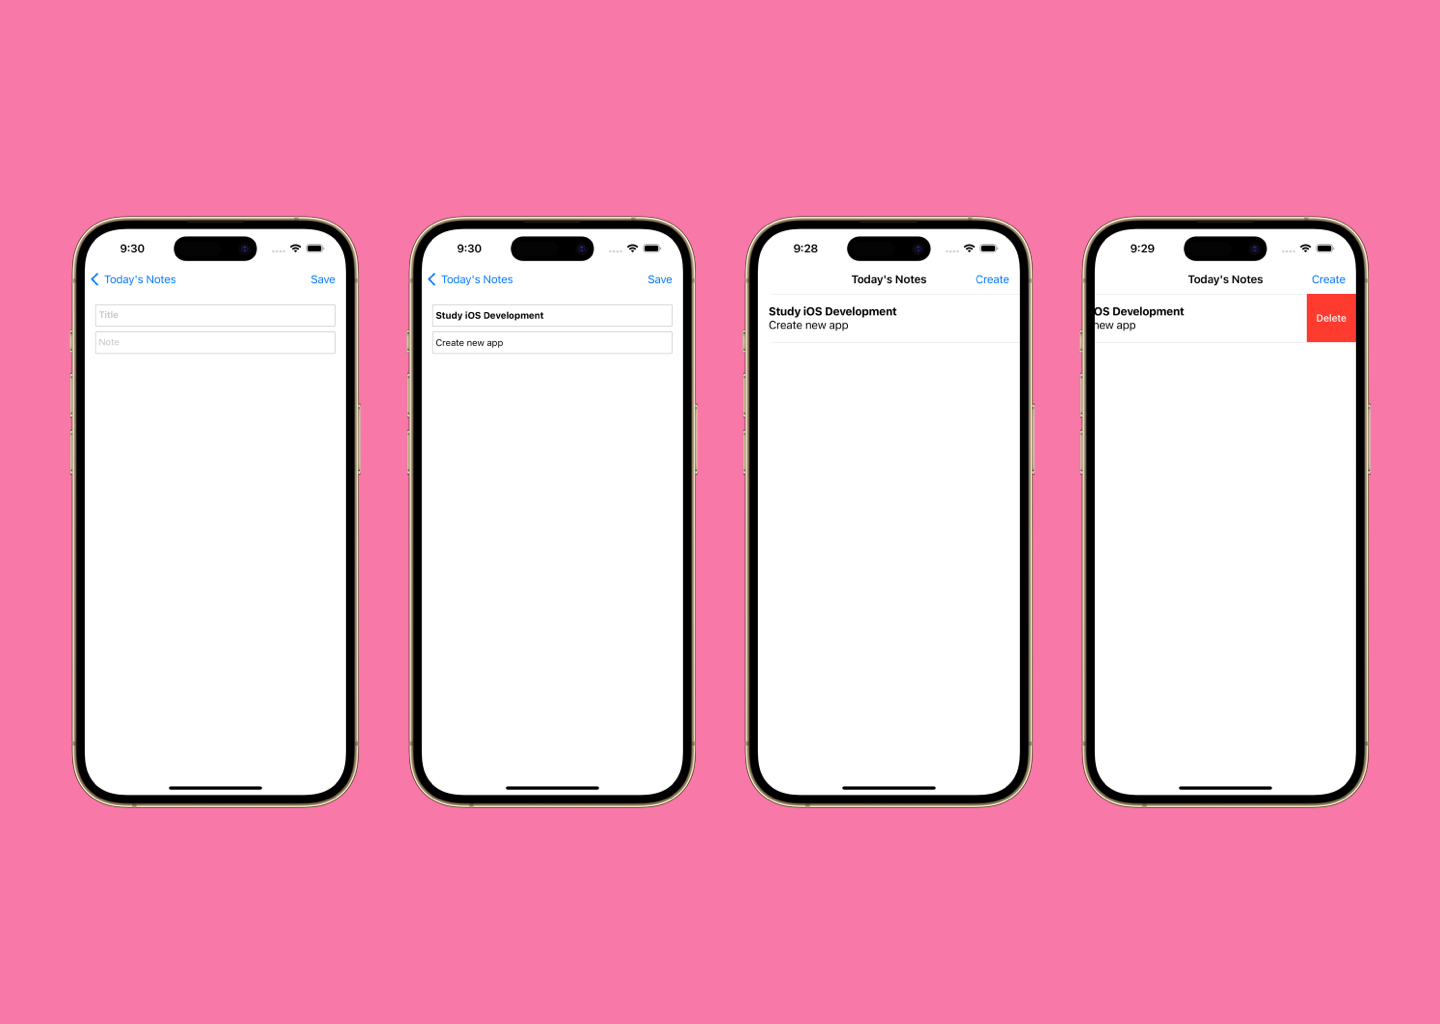 9:30
Today's Notes
Save
Title
Note
9:30
Today's Notes
Save
Study iOS Development
Create new app
9:28
Today's Notes
Create
Study iOS Development
Create new app
9:29
Today's Notes
Create
OS Development
new app
Delete